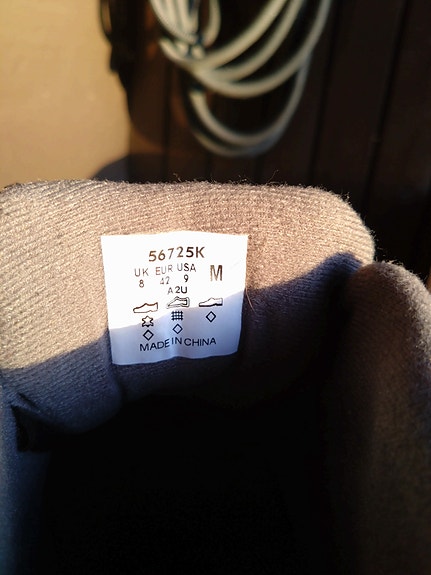 56725K
UK EUR USA M
8 42 9
A2U
MADE IN CHINA